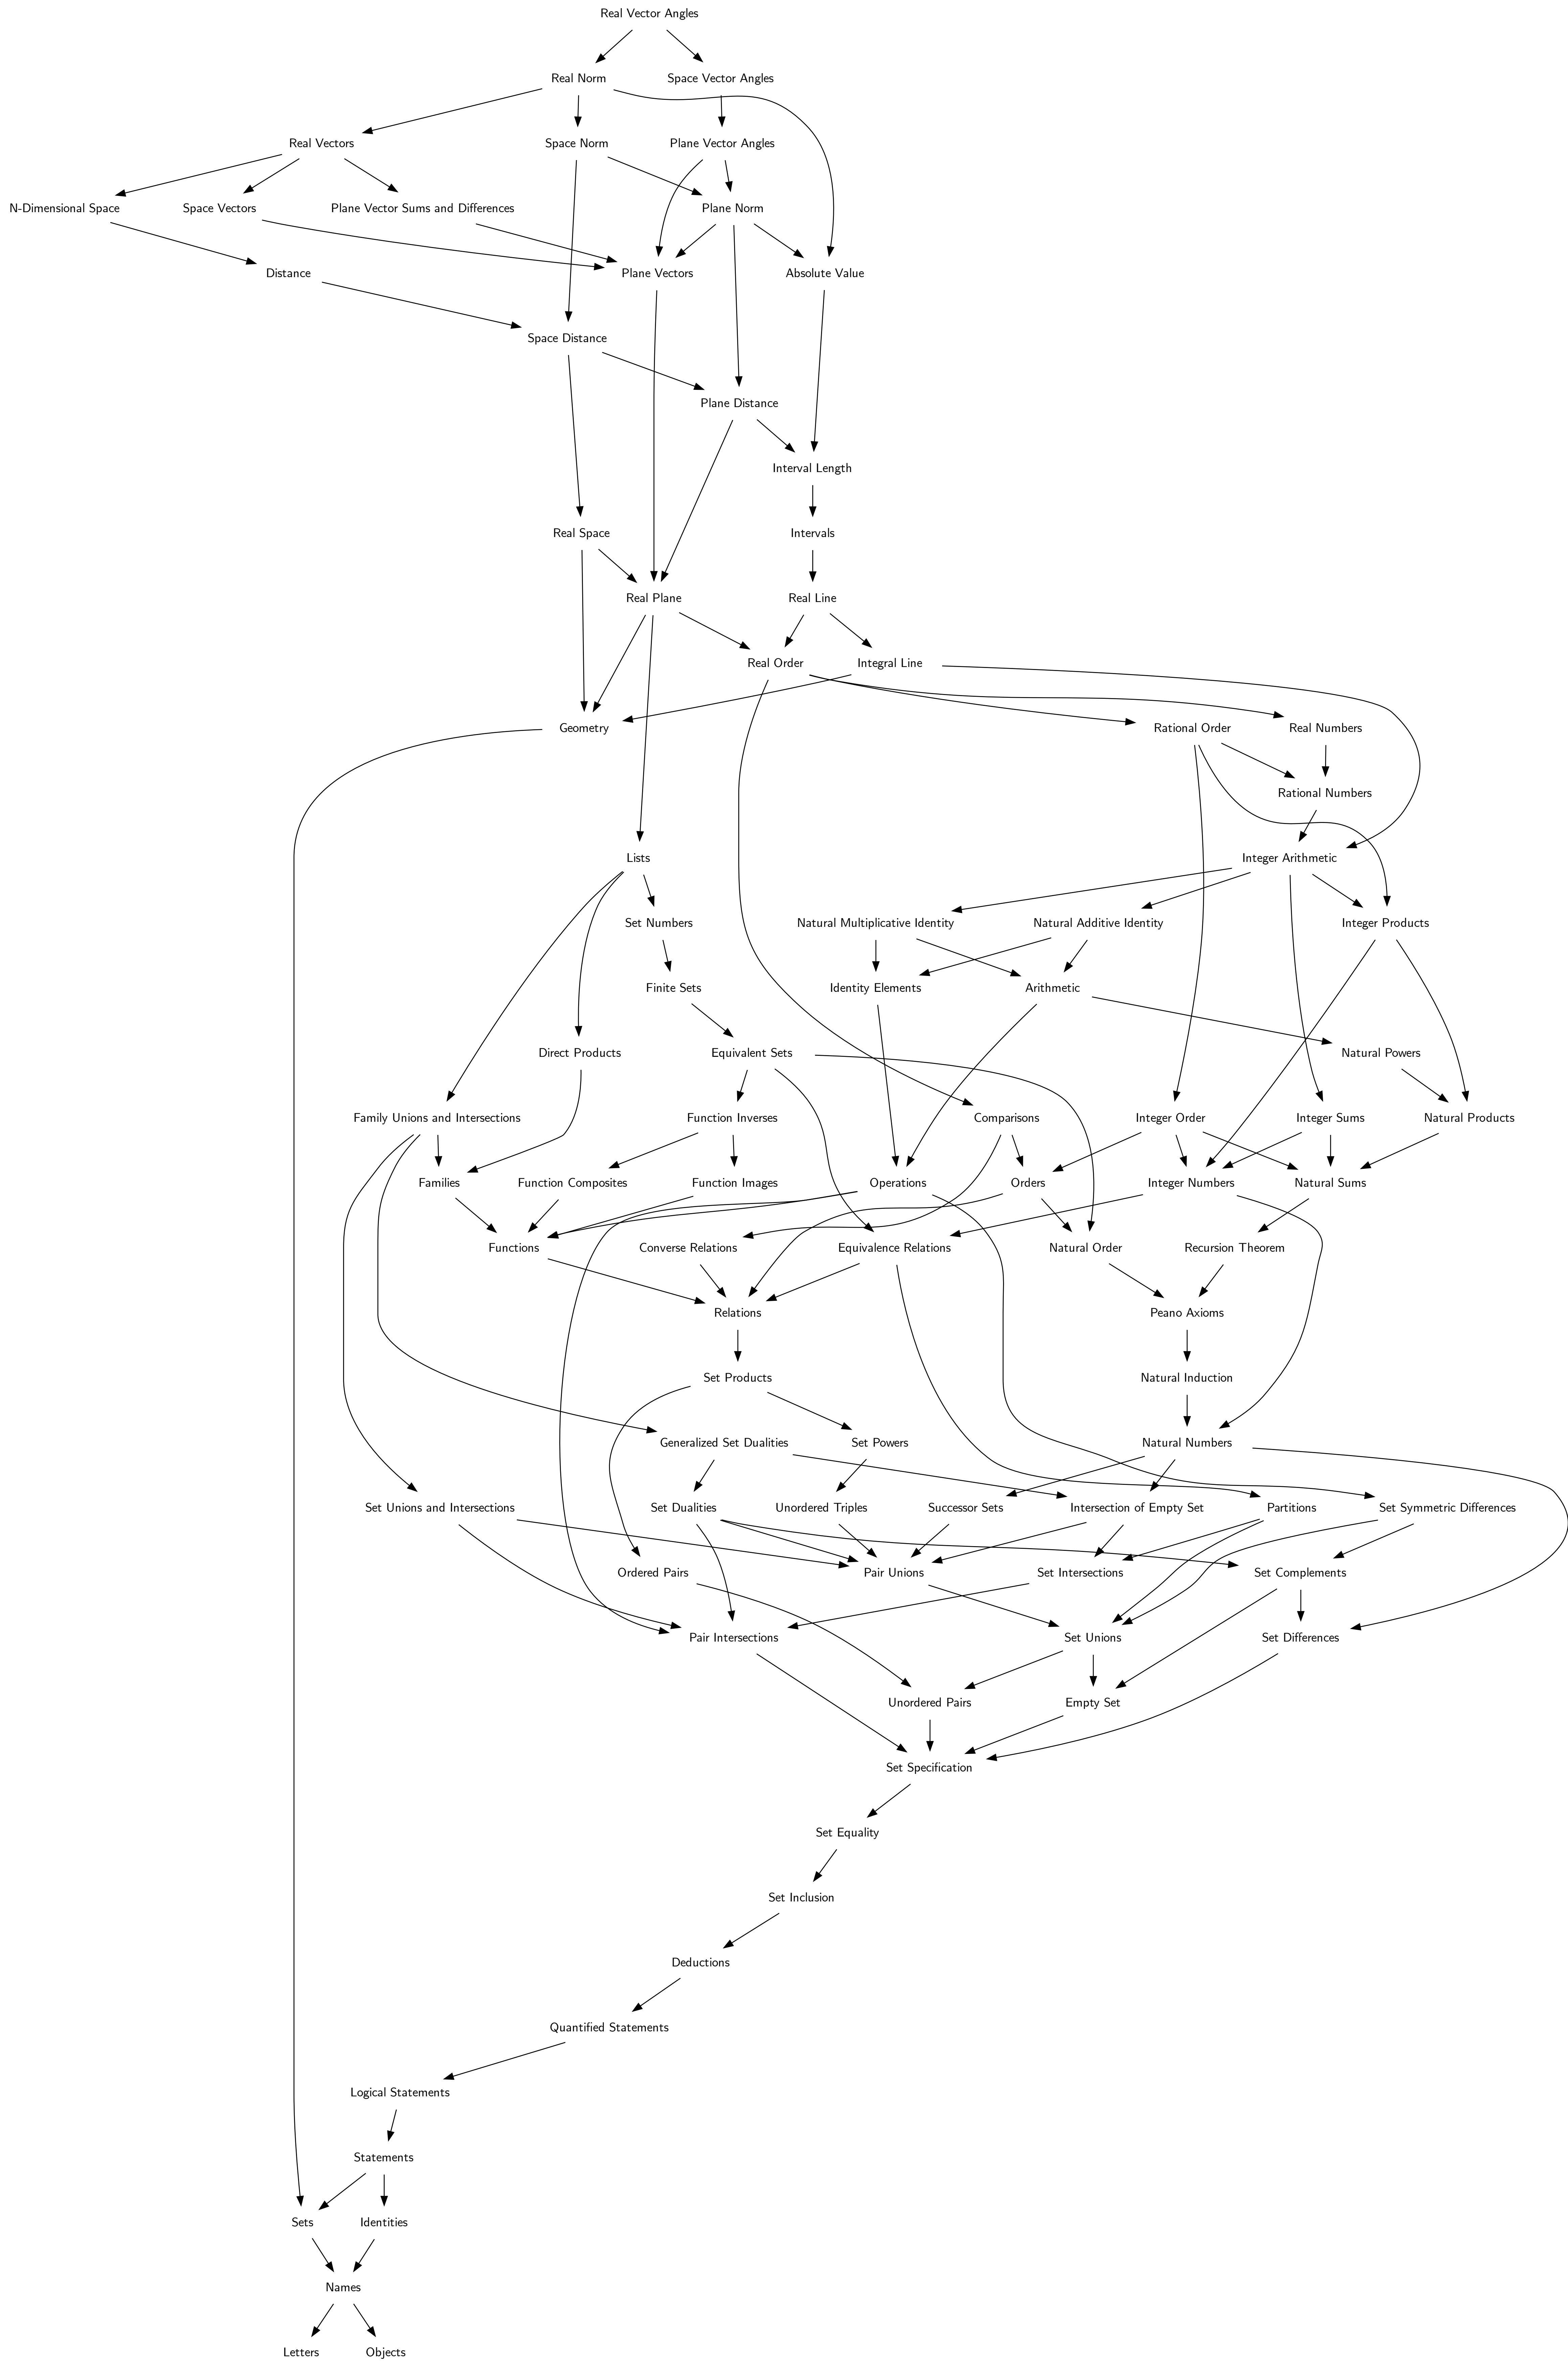 Real Vector Angles
Real Norm
Space Vector Angles
Real Vectors
Space Norm
Plane Vector Angles
N-Dimensional Space
Space Vectors
Plane Vector Sums and Differences
Plane Norm
Distance
Plane Vectors
Absolute Value
Space Distance
Plane Distance
Interval Length
Real Space
Intervals
Real Plane
Real Line
Real Order
Integral Line
Geometry
Rational Order
Real Numbers
Rational Numbers
Lists
Integer Arithmetic
Set Numbers
Natural Multiplicative Identity
Natural Additive Identity
Integer Products
Finite Sets
Identity Elements
Arithmetic
Direct Products
Equivalent Sets
Natural Powers
Family Unions and Intersections
Function Inverses
Comparisons
Integer Order
Integer Sums
Natural Products
Families
Function Composites
Function Images
Operations
Orders
Integer Numbers
Natural Sums
Functions
Converse Relations
Equivalence Relations
Natural Order
Recursion Theorem
Relations
Peano Axioms
Set Products
Natural Induction
Generalized Set Dualities
Set Powers
Natural Numbers
Set Unions and Intersections
Set Dualities
Unordered Triples
Successor Sets
Intersection of Empty Set
Partitions
Set Symmetric Differences
Ordered Pairs
Pair Unions
Set Intersections
Set Complements
Pair Intersections
Set Unions
Set Differences
Unordered Pairs
Empty Set
Set Specification
Set Equality
Set Inclusion
Deductions
Quantified Statements
Logical Statements
Statements
Sets
Identities
Names
Letters
Objects